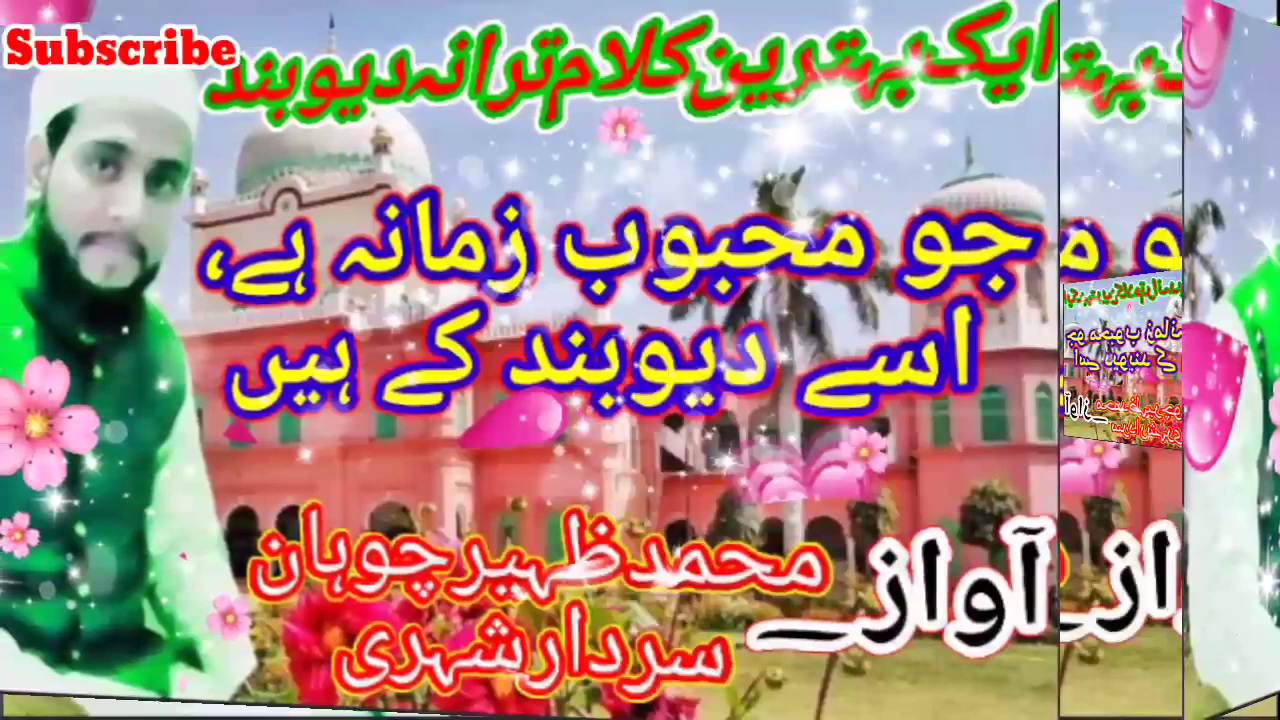 Subscribe
ایک بہترین کلام ترانہ دیوبند
جو محبوب زمانہ ہے،
اسے دیوبند کے ہیں
آواز
محمد ظہیر چوہان
سردار شہری